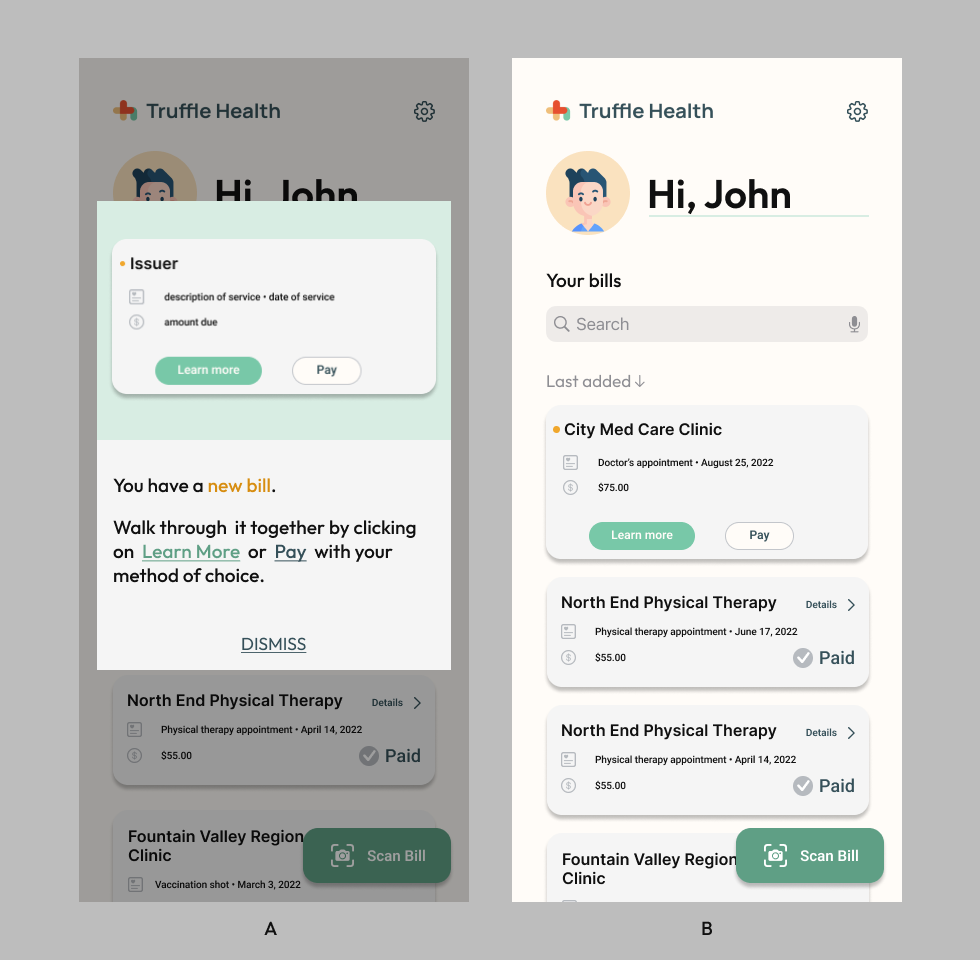 Truffle Health
Hi, John
Issuer
description of service • date of service
amount due
Learn more
Pay
You have a new bill.
Walk through it together by clicking
on Learn More or Pay with your
method of choice.
DISMISS
North End Physical Therapy
Details
Physical therapy appointment • April 14, 2022
$55.00
Paid
Fountain Valley Region
Clinic
Vaccination shot • March 3, 2022
Scan Bill
A
Truffle Health
Hi, John
Your bills
Search
Last added ↓
City Med Care Clinic
Doctor's appointment • August 25, 2022
$75.00
Learn more
Pay
North End Physical Therapy
Details
Physical therapy appointment • June 17, 2022
$55.00
Paid
North End Physical Therapy
Details
Physical therapy appointment • April 14, 2022
$55.00
Paid
Fountain Valley Region
Clinic
Scan Bill
B